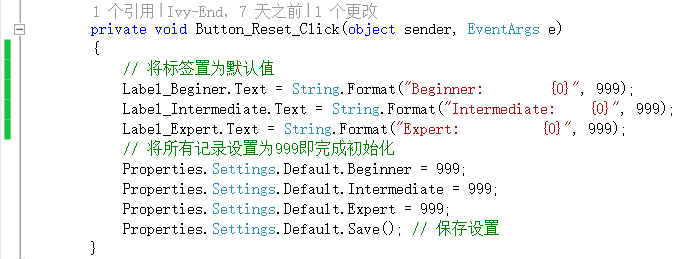 1 个引用|Ivy-End，7 天之前|1 个更改
private void Button_Reset_Click(object sender, EventArgs e)
{
    // 将标签置为默认值
    Label_Beginer.Text = String.Format("Beginner:        {0}", 999);
    Label_Intermediate.Text = String.Format("Intermediate:    {0}", 999);
    Label_Expert.Text = String.Format("Expert:          {0}", 999);
    // 将所有记录设置为999即完成初始化
    Properties.Settings.Default.Beginner = 999;
    Properties.Settings.Default.Intermediate = 999;
    Properties.Settings.Default.Expert = 999;
    Properties.Settings.Default.Save(); // 保存设置
}